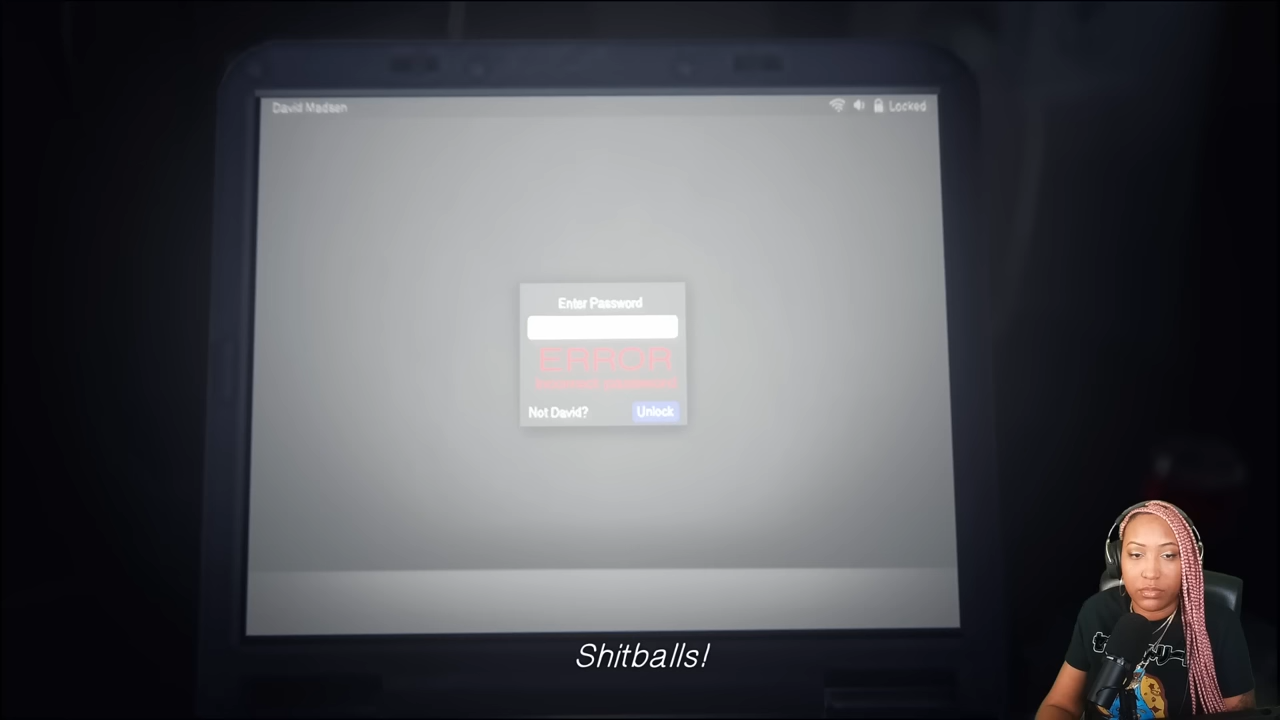 David Madsen
Locked
Enter Password
ERROR
Not David?
Unlock
Shitballs!